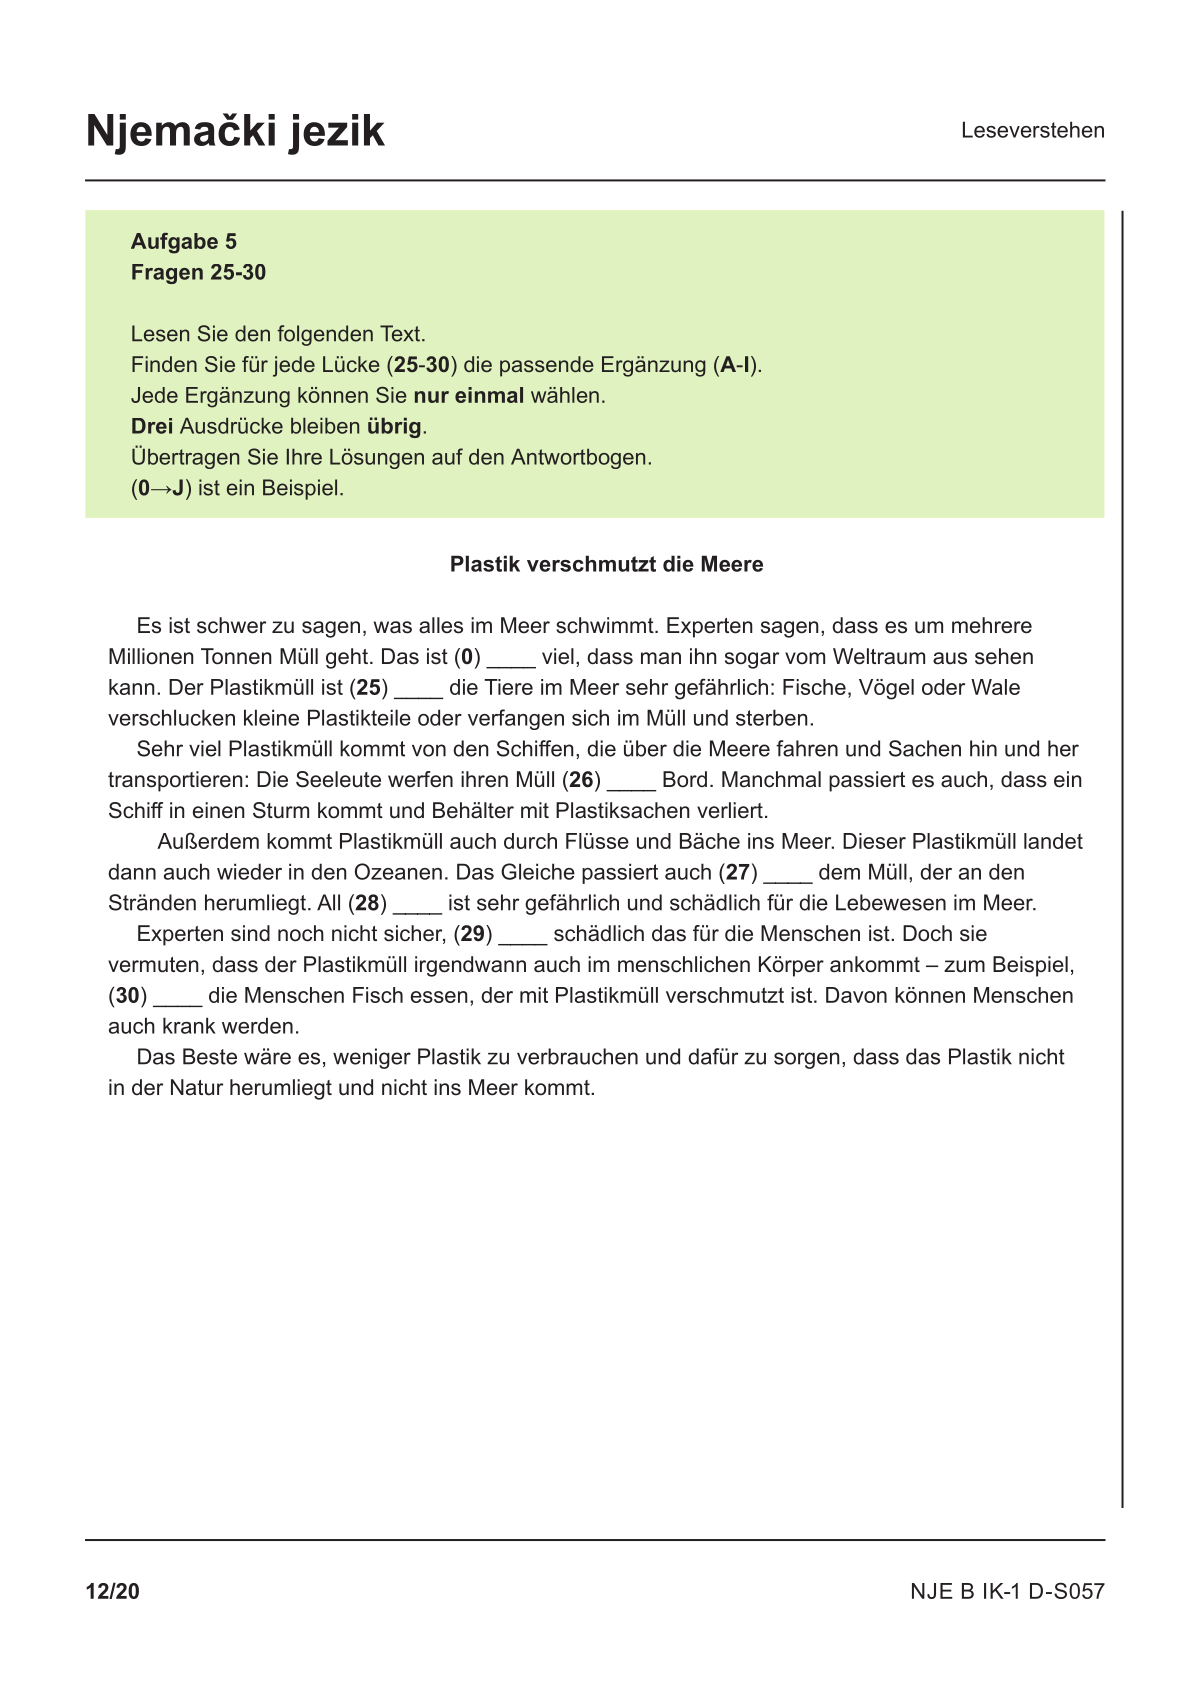 Njemački jezik
Leseverstehen
Aufgabe 5
Fragen 25-30
Lesen Sie den folgenden Text.
Finden Sie für jede Lücke (25-30) die passende Ergänzung (A-I).
Jede Ergänzung können Sie nur einmal wählen.
Drei Ausdrücke bleiben übrig.
Übertragen Sie Ihre Lösungen auf den Antwortbogen.
(0→J) ist ein Beispiel.
Plastik verschmutzt die Meere
Es ist schwer zu sagen, was alles im Meer schwimmt. Experten sagen, dass es um mehrere
Millionen Tonnen Müll geht. Das ist (0) ____ viel, dass man ihn sogar vom Weltraum aus sehen
kann. Der Plastikmüll ist (25) ____ die Tiere im Meer sehr gefährlich: Fische, Vögel oder Wale
verschlucken kleine Plastikteile oder verfangen sich im Müll und sterben.
Sehr viel Plastikmüll kommt von den Schiffen, die über die Meere fahren und Sachen hin und her
transportieren: Die Seeleute werfen ihren Müll (26) ____ Bord. Manchmal passiert es auch, dass ein
Schiff in einen Sturm kommt und Behälter mit Plastiksachen verliert.
Außerdem kommt Plastikmüll auch durch Flüsse und Bäche ins Meer. Dieser Plastikmüll landet
dann auch wieder in den Ozeanen. Das Gleiche passiert auch (27) ____ dem Müll, der an den
Stränden herumliegt. All (28) ____ ist sehr gefährlich und schädlich für die Lebewesen im Meer.
Experten sind noch nicht sicher, (29) ____ schädlich das für die Menschen ist. Doch sie
vermuten, dass der Plastikmüll irgendwann auch im menschlichen Körper ankommt – zum Beispiel,
(30) ____ die Menschen Fisch essen, der mit Plastikmüll verschmutzt ist. Davon können Menschen
auch krank werden.
Das Beste wäre es, weniger Plastik zu verbrauchen und dafür zu sorgen, dass das Plastik nicht
in der Natur herumliegt und nicht ins Meer kommt.
12/20
NJE B IK-1 D-S057